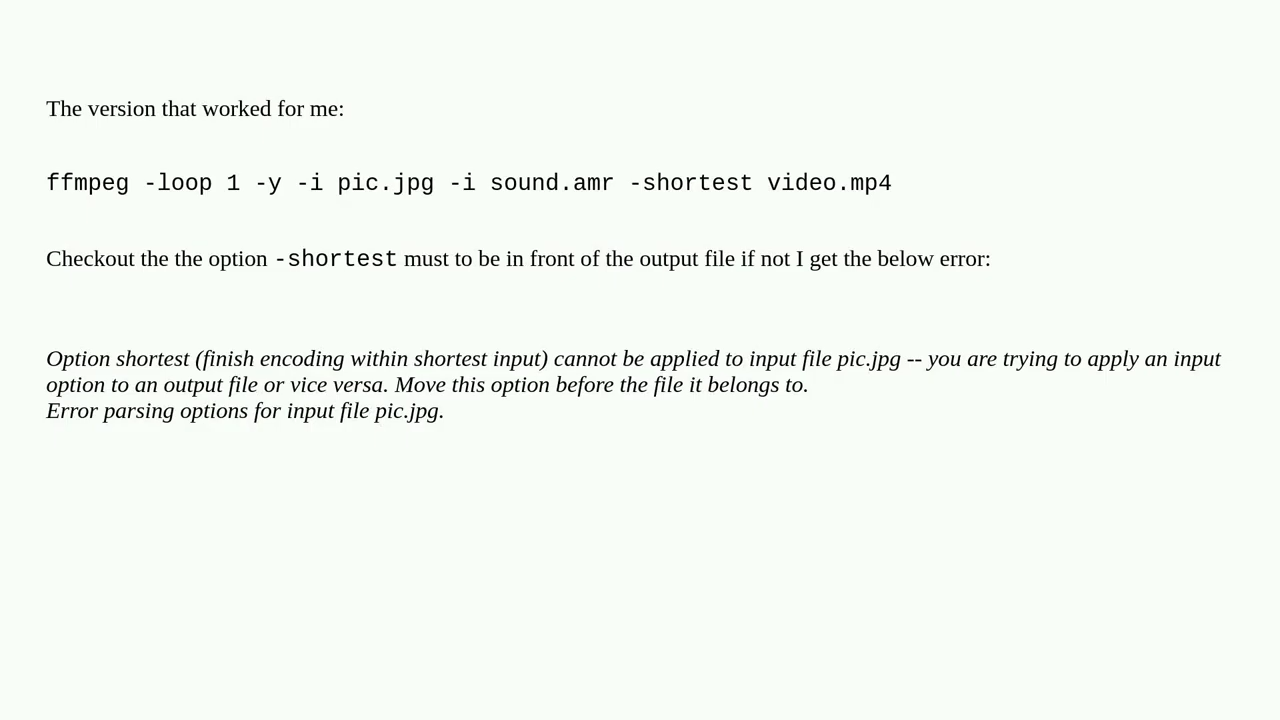 The version that worked for me:
ffmpeg -loop 1 -y -i pic.jpg -i sound.amr -shortest video.mp4
Checkout the the option -shortest must to be in front of the output file if not I get the below error:
Option shortest (finish encoding within shortest input) cannot be applied to input file pic.jpg -- you are trying to apply an input
option to an output file or vice versa. Move this option before the file it belongs to.
Error parsing options for input file pic.jpg.